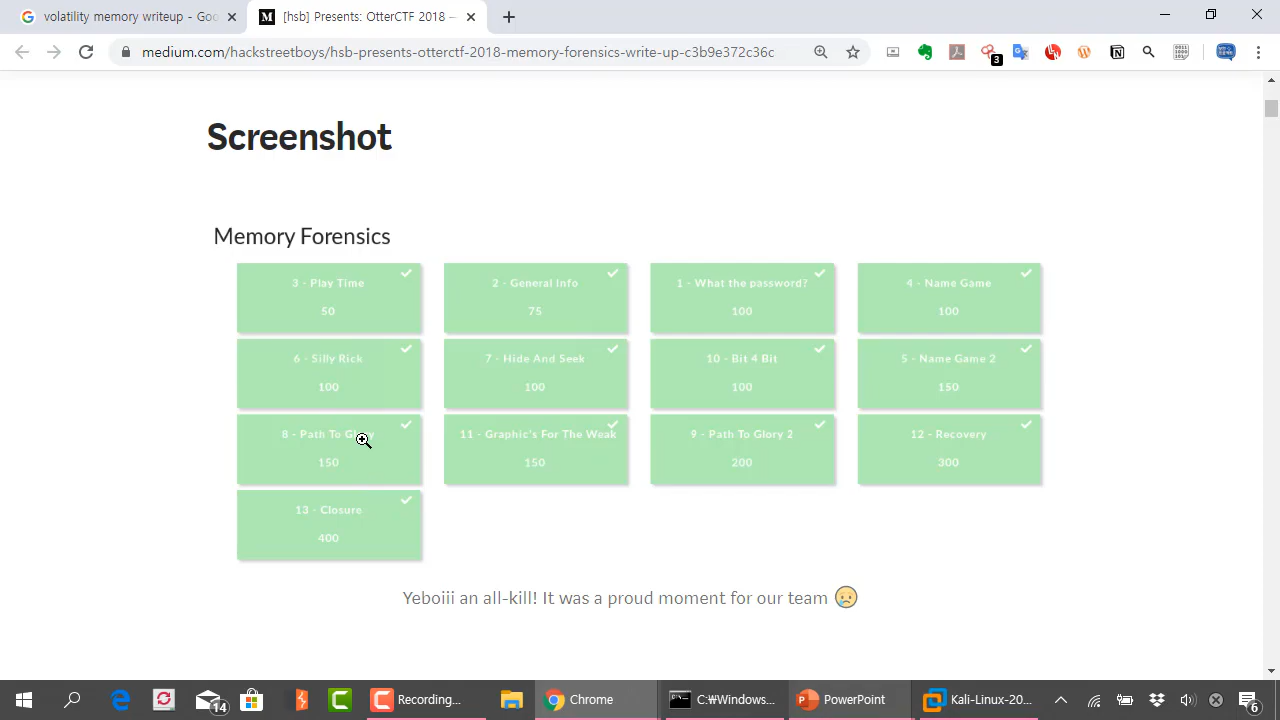 volatility memory writeup - Goo
[hsb] Presents: OtterCTF 2018 —
medium.com/hackstreetboys/hsb-presents-otterctf-2018-memory-forensics-write-up-c3b9e372c36c
3
Screenshot
Memory Forensics
3 - Play Time
50
2 - General Info
75
1 - What the password?
100
4 - Name Game
100
6 - Silly Rick
100
7 - Hide And Seek
100
10 - Bit 4 Bit
100
5 - Name Game 2
150
8 - Path To Glory
150
11 - Graphic's For The Weak
150
9 - Path To Glory 2
200
12 - Recovery
300
13 - Closure
400
Yeboiii an all-kill! It was a proud moment for our team
14
Recording...
Chrome
C:₩Windows...
PowerPoint
Kali-Linux-20...
6